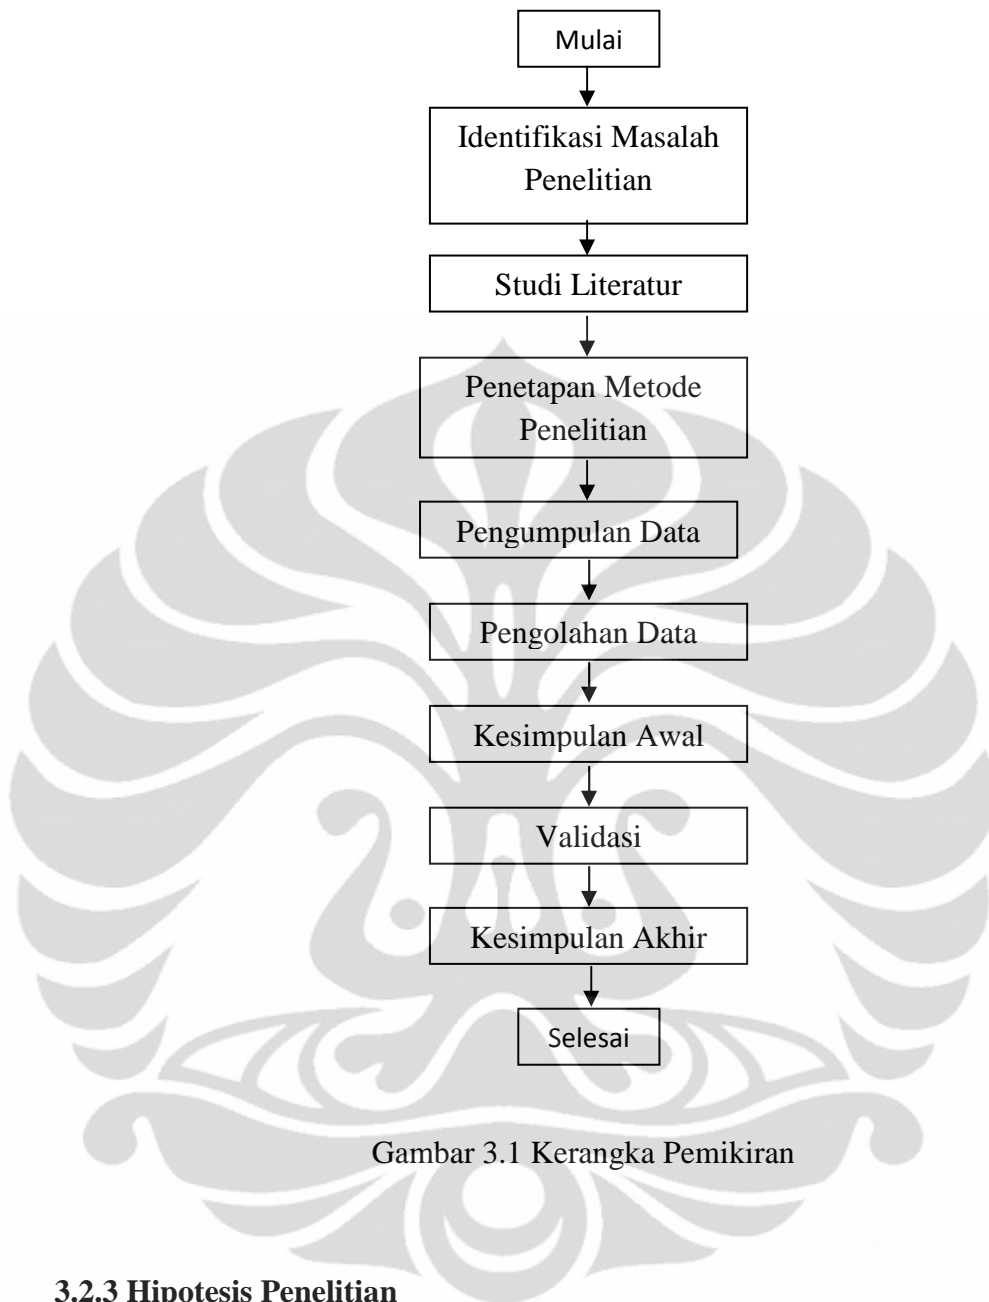 Mulai
Identifikasi Masalah
Penelitian
Studi Literatur
Penetapan Metode
Penelitian
Pengumpulan Data
Pengolahan Data
Kesimpulan Awal
Validasi
Kesimpulan Akhir
Selesai
Gambar 3.1 Kerangka Pemikiran
3.2.3 Hipotesis Penelitian